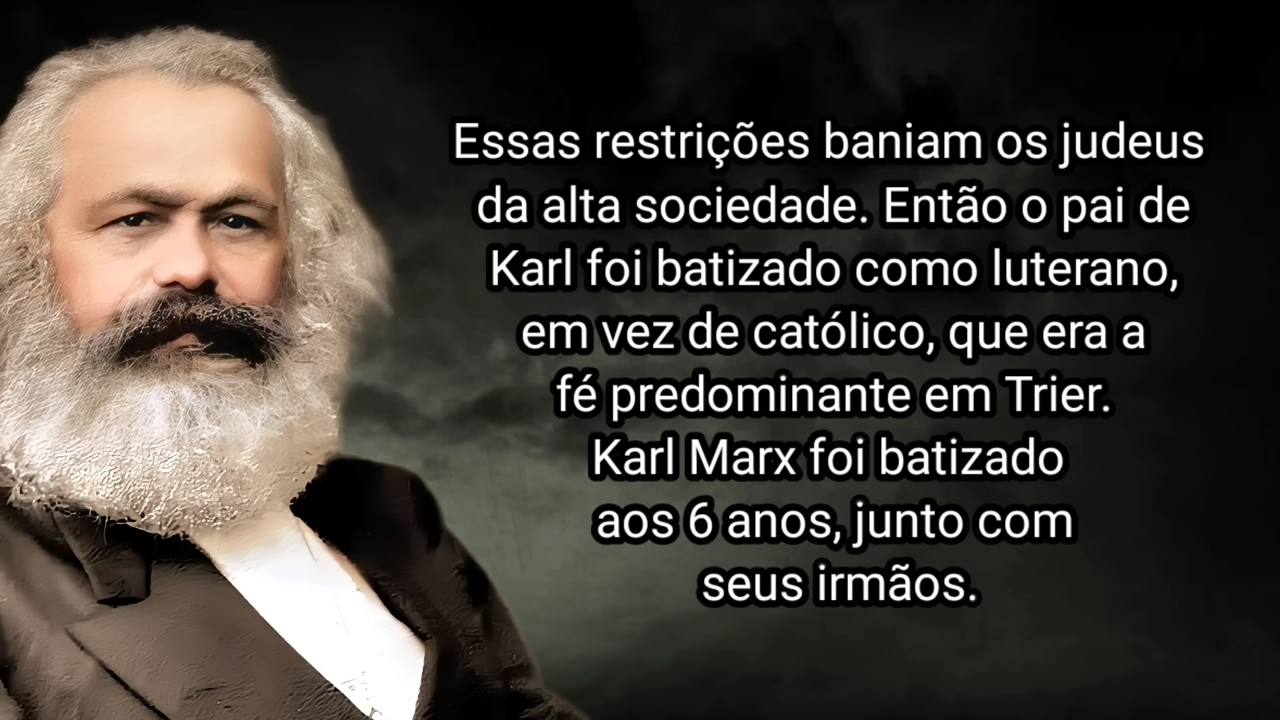 Essas restrições baniam os judeus
da alta sociedade. Então o pai de
Karl foi batizado como luterano,
em vez de católico, que era a
fé predominante em Trier.
Karl Marx foi batizado
aos 6 anos, junto com
seus irmãos.